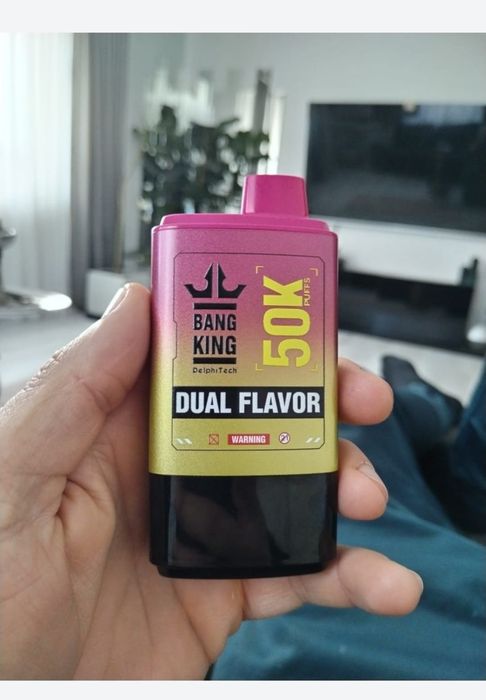 BANG
KING
DelphiTech
50K
PUFFS
DUAL FLAVOR
WARNING